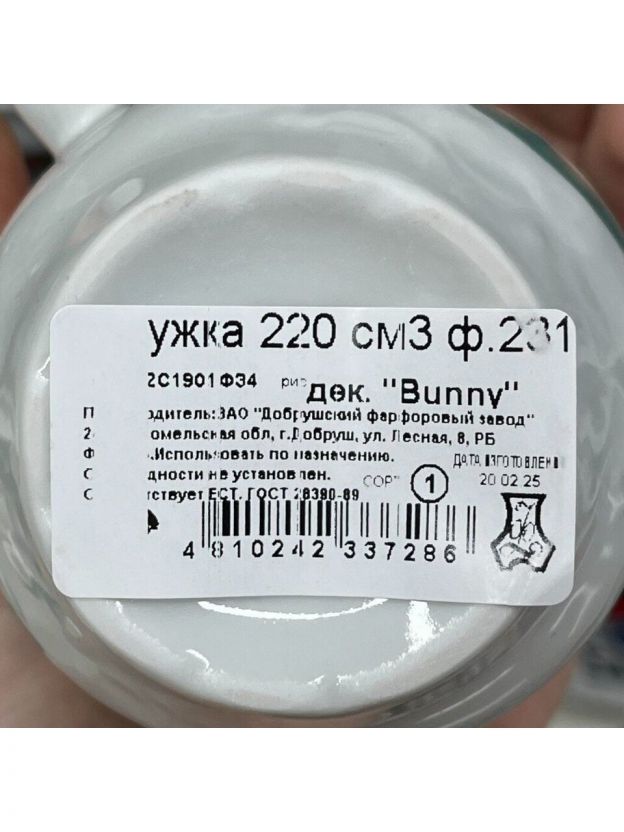 ужка 220 см3 ф.231
2С1901Ф34 рис дек. "Bunny"
П одитель: ЗАО "Добрушский фарфоровый завод"
2 омельская обл, г.Добруш, ул. Лесная, 8, РБ
Ф .Использовать по назначению.
ДАТА ИЗГОТОВЛЕНИ
С дности не установлен.
СОРТ 1 20 02 25
С тствует ЕСТ. ГОСТ 28390-89
4 810242 337286